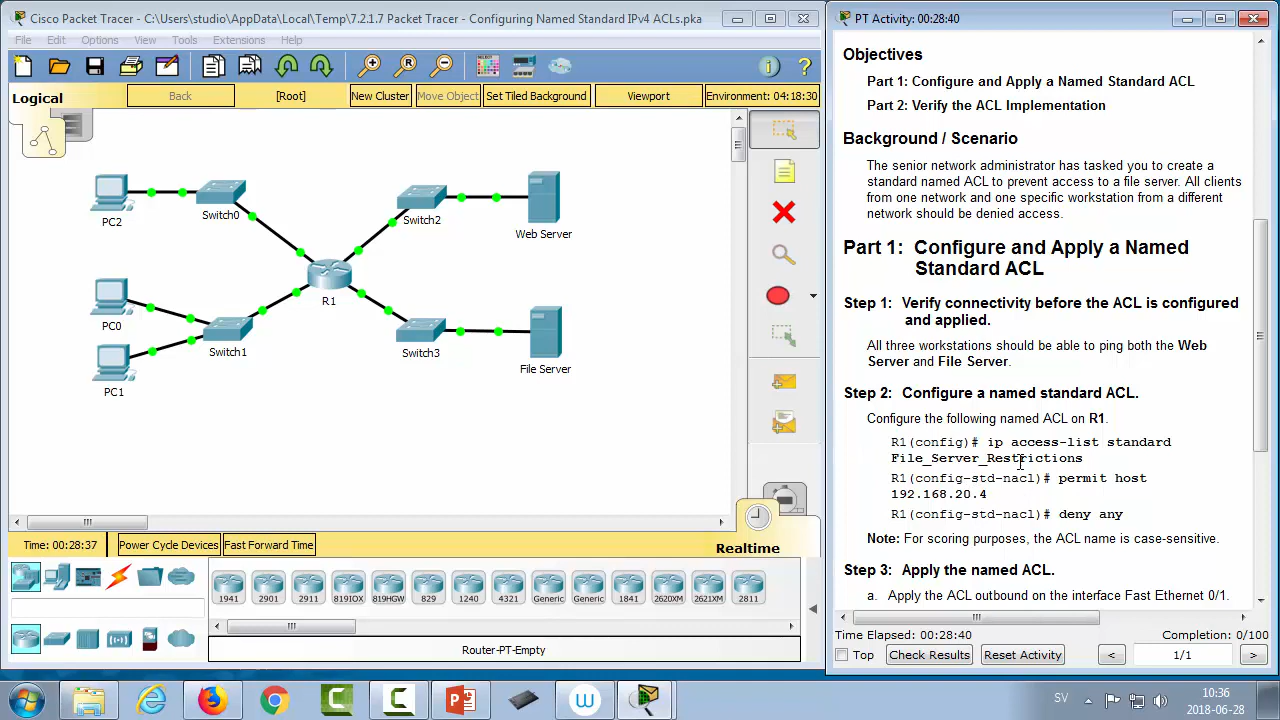 Cisco Packet Tracer - C:\Users\studio\AppData\Local\Temp\7.2.1.7 Packet Tracer - Configuring Named Standard IPv4 ACLs.pka
File Edit Options View Tools Extensions Help
Logical
Back
[Root]
New Cluster
Move Object
Set Tiled Background
Viewport
Environment: 04:18:30
PC2
Switch0
Switch2
Web Server
R1
PC0
Switch1
Switch3
File Server
PC1
Time: 00:28:37
Power Cycle Devices
Fast Forward Time
Realtime
1941
2901
2911
819IOX
819HGW
829
1240
4321
Generic
Generic
1841
2620XM
2621XM
2811
Router-PT-Empty
PT Activity: 00:28:40
Objectives
Part 1: Configure and Apply a Named Standard ACL
Part 2: Verify the ACL Implementation
Background / Scenario
The senior network administrator has tasked you to create a
standard named ACL to prevent access to a file server. All clients
from one network and one specific workstation from a different
network should be denied access.
Part 1: Configure and Apply a Named
Standard ACL
Step 1: Verify connectivity before the ACL is configured
and applied.
All three workstations should be able to ping both the Web
Server and File Server.
Step 2: Configure a named standard ACL.
Configure the following named ACL on R1.
R1(config)# ip access-list standard
File_Server_Restrictions
R1(config-std-nacl)# permit host
192.168.20.4
R1(config-std-nacl)# deny any
Note: For scoring purposes, the ACL name is case-sensitive.
Step 3: Apply the named ACL.
a. Apply the ACL outbound on the interface Fast Ethernet 0/1.
Time Elapsed: 00:28:40
Completion: 0/100
Top
Check Results
Reset Activity
<
1/1
>
SV
10:36
2018-06-28